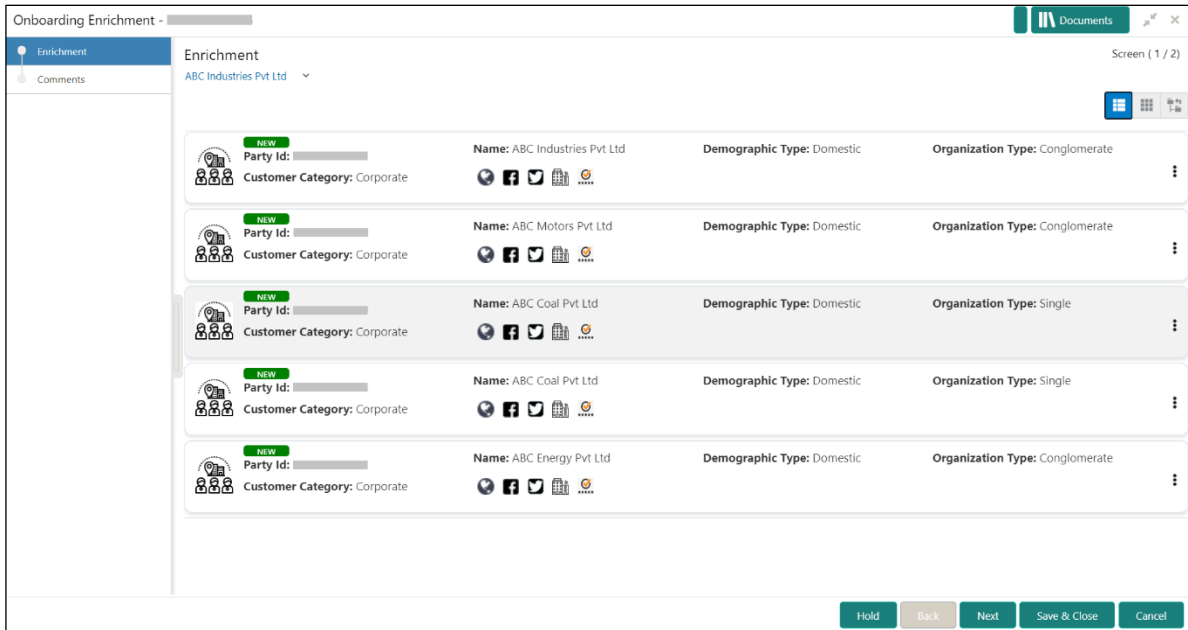 Onboarding Enrichment -
Documents
Enrichment
Comments
Enrichment
Screen ( 1 / 2)
ABC Industries Pvt Ltd
NEW
Party Id:
Name: ABC Industries Pvt Ltd
Demographic Type: Domestic
Organization Type: Conglomerate
Customer Category: Corporate
NEW
Party Id:
Name: ABC Motors Pvt Ltd
Demographic Type: Domestic
Organization Type: Conglomerate
Customer Category: Corporate
NEW
Party Id:
Name: ABC Coal Pvt Ltd
Demographic Type: Domestic
Organization Type: Single
Customer Category: Corporate
NEW
Party Id:
Name: ABC Coal Pvt Ltd
Demographic Type: Domestic
Organization Type: Single
Customer Category: Corporate
NEW
Party Id:
Name: ABC Energy Pvt Ltd
Demographic Type: Domestic
Organization Type: Conglomerate
Customer Category: Corporate
Hold
Back
Next
Save & Close
Cancel